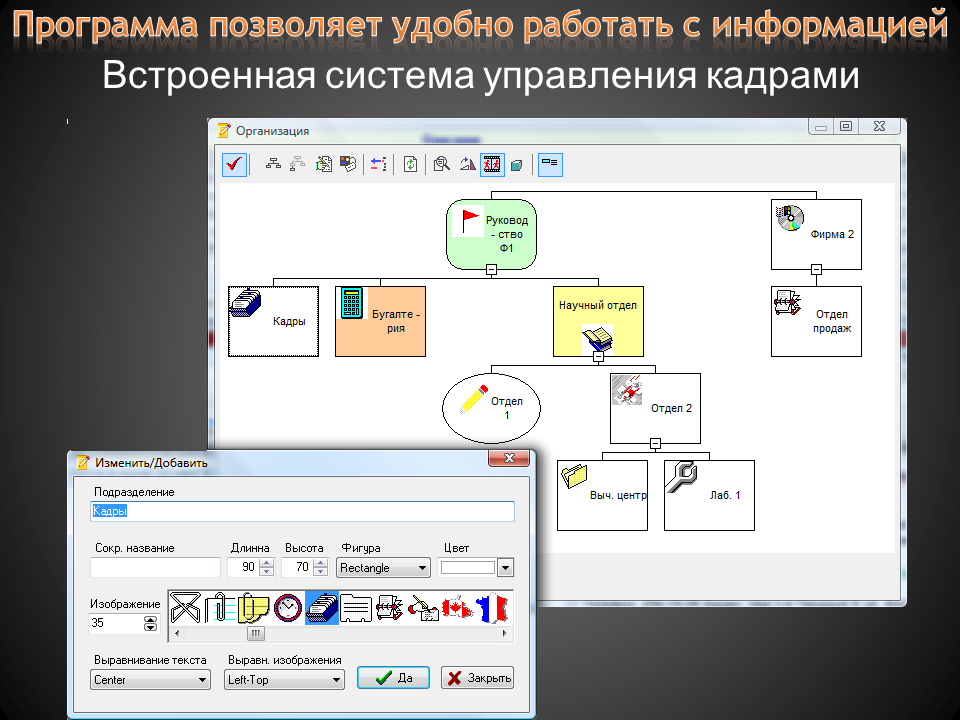 Программа позволяет удобно работать с информацией
Встроенная система управления кадрами
Организация
Руковод
- ство
Ф1
Фирма 2
Кадры
Бугалте -
рия
Научный отдел
Отдел
продаж
Отдел
1
Отдел 2
Выч. центр
Лаб. 1
Изменить/Добавить
Подразделение
Кадры
Сокр. название Длинна Высота Фигура Цвет
90 70 Rectangle
Изображение
35
Выравнивание текста Выравн. изображения
Center Left-Top Да Закрыть